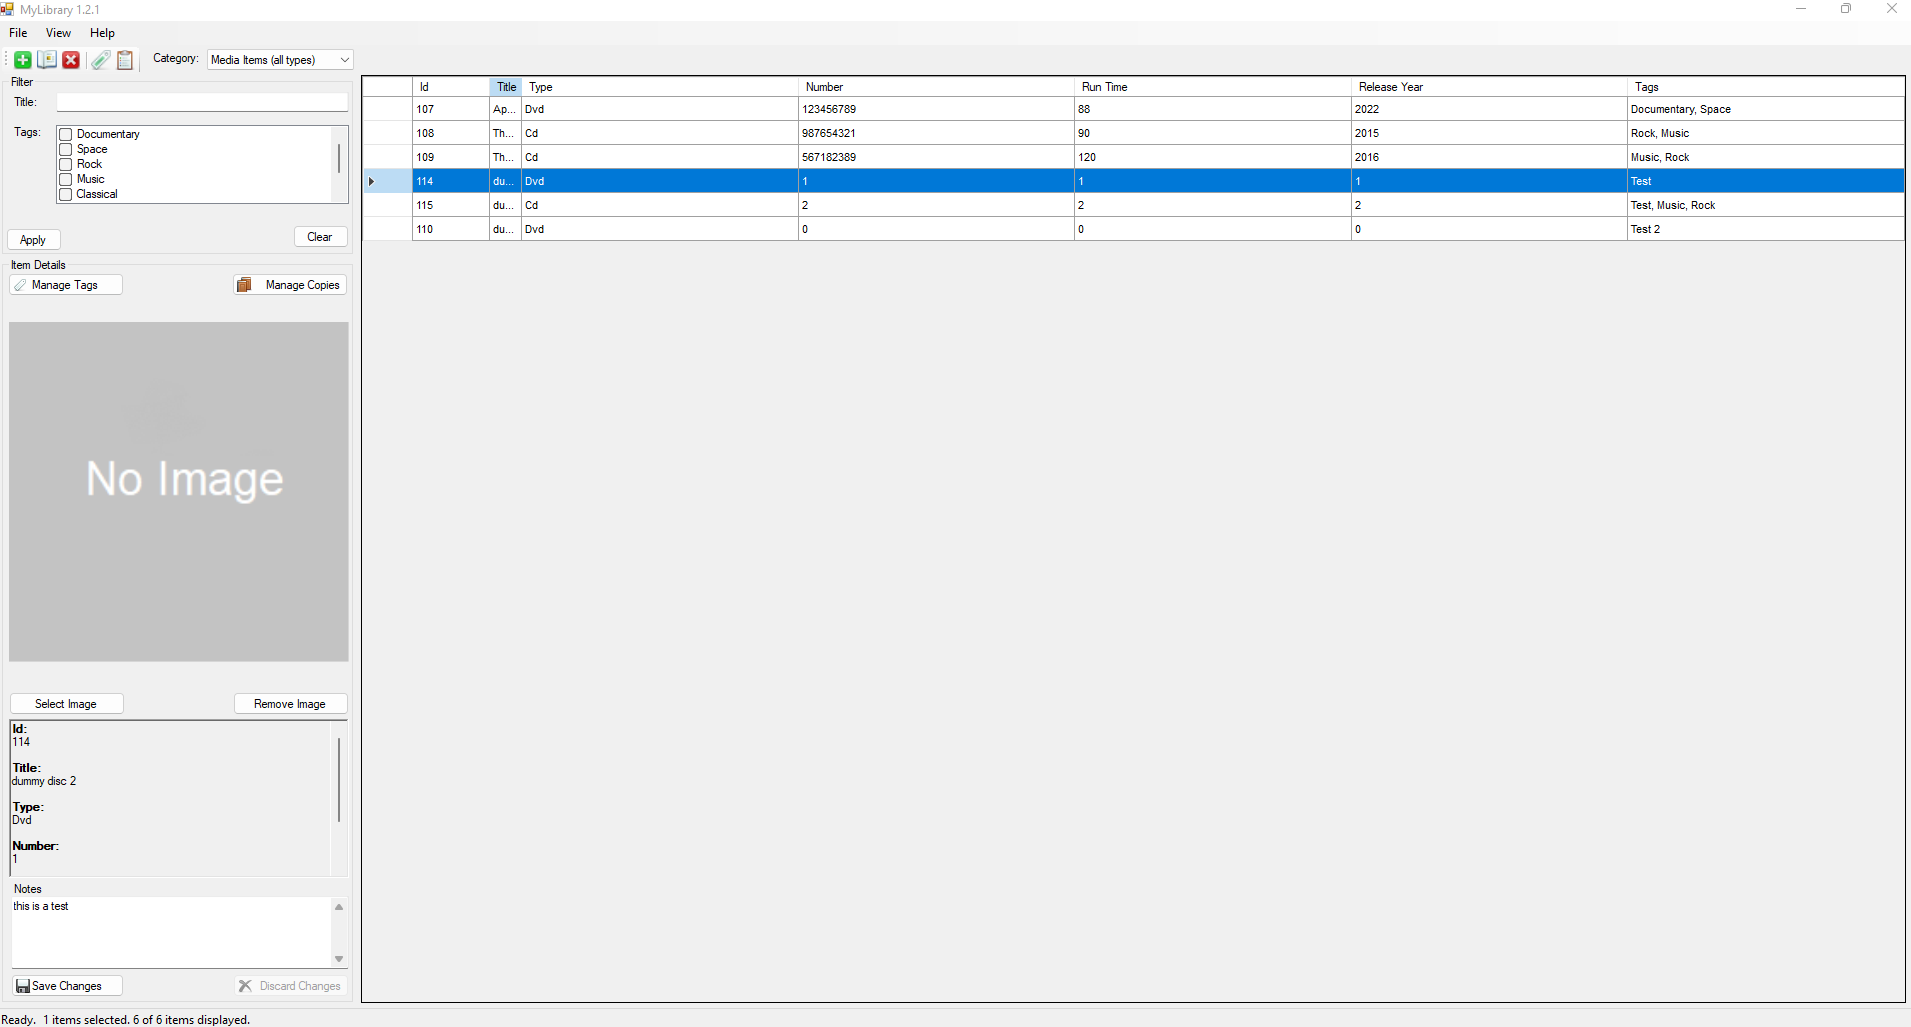 MyLibrary 1.2.1
File View Help
Category: Media Items (all types)
Filter
Title:
Tags:
Documentary
Space
Rock
Music
Classical
Apply Clear
Item Details
Manage Tags Manage Copies
No Image
Select Image Remove Image
Id:
114
Title:
dummy disc 2
Type:
Dvd
Number:
1
Notes
this is a test
Save Changes Discard Changes
Id Title Type Number Run Time Release Year Tags
107 Ap... Dvd 123456789 88 2022 Documentary, Space
108 Th... Cd 987654321 90 2015 Rock, Music
109 Th... Cd 567182389 120 2016 Music, Rock
114 du... Dvd 1 1 1 Test
115 du... Cd 2 2 2 Test, Music, Rock
110 du... Dvd 0 0 0 Test 2
Ready. 1 items selected. 6 of 6 items displayed.